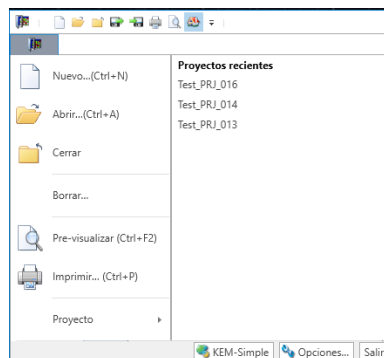 Proyectos recientes
Nuevo...(Ctrl+N)
Test_PRJ_016
Test_PRJ_014
Abrir...(Ctrl+A)
Test_PRJ_013
Cerrar
Borrar...
Pre-visualizar (Ctrl+F2)
Imprimir... (Ctrl+P)
Proyecto
KEM-Simple Opciones... Salir